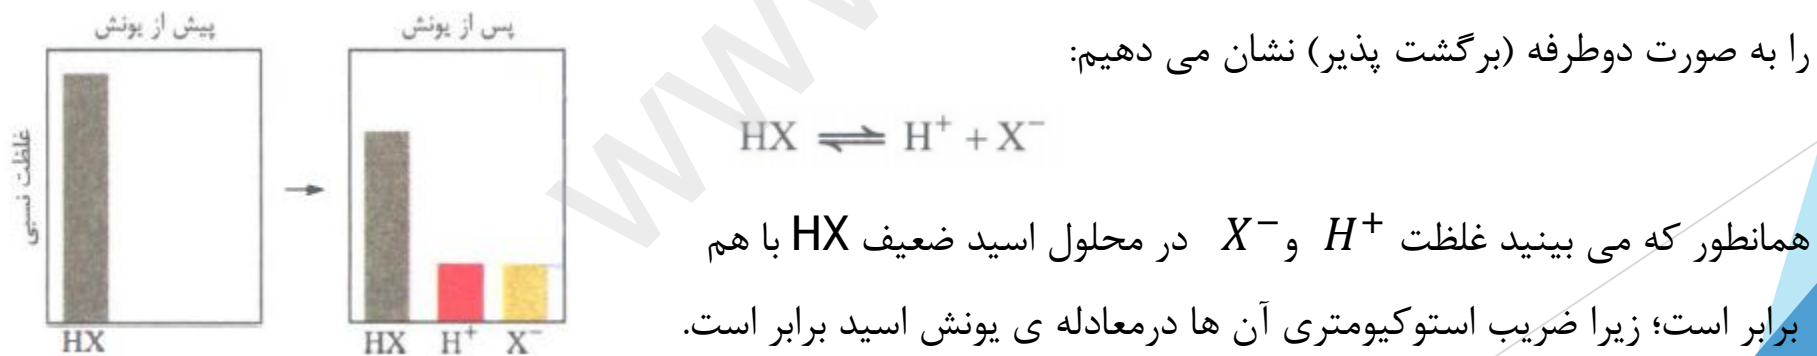 را به صورت دوطرفه (برگشت پذیر) نشان می دهیم:
HX ⇌ H⁺ + X⁻
همانطور که می بینید غلظت H⁺ و X⁻ در محلول اسید ضعیف HX با هم
برابر است؛ زیرا ضریب استوکیومتری آن ها درمعادله ی یونش اسید برابر است.
پیش از یونش
پس از یونش
غلظت نسبی
HX
HX H⁺ X⁻